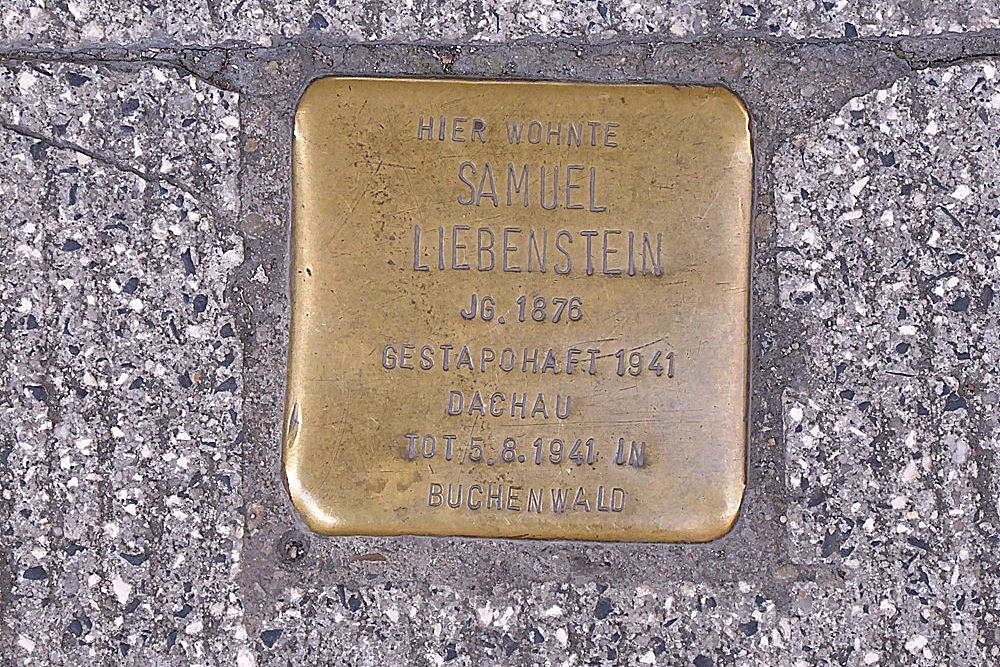 HIER WOHNTE
SAMUEL
LIEBENSTEIN
JG. 1876
GESTAPOHAFT 1941
DACHAU
TOT 5.8.1941 IN
BUCHENWALD